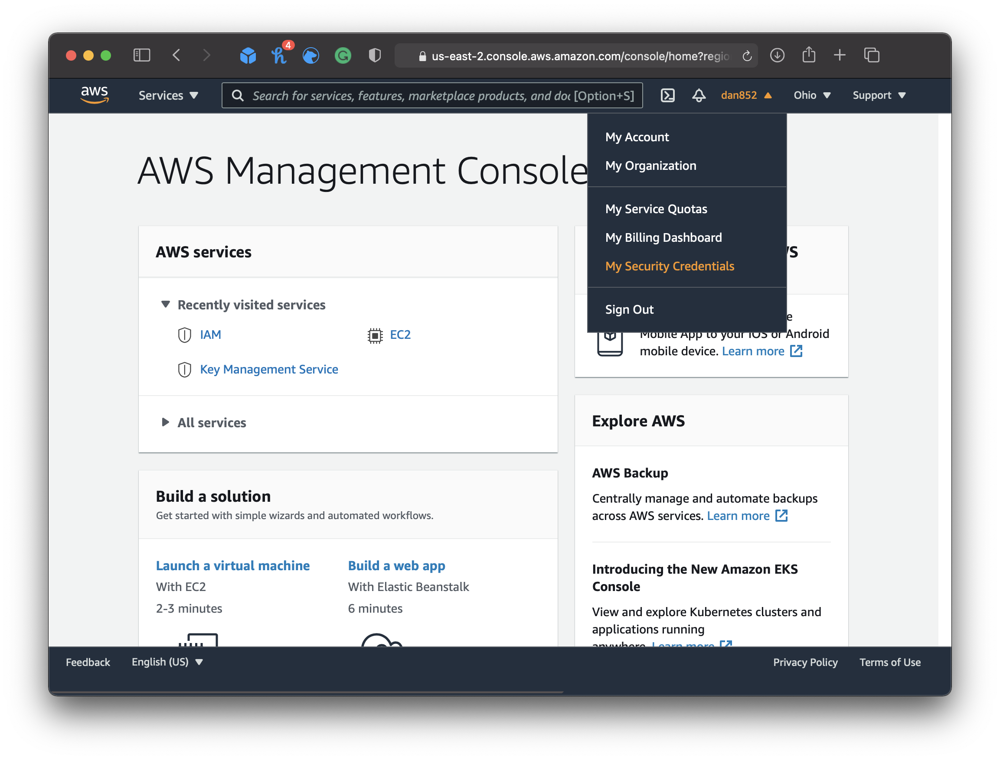 4
us-east-2.console.aws.amazon.com/console/home?regio
aws
Services
Search for services, features, marketplace products, and doc [Option+S]
dan852
Ohio
Support
My Account
My Organization
My Service Quotas
My Billing Dashboard
My Security Credentials
Sign Out
AWS Management Console
AWS services
Recently visited services
IAM
EC2
Key Management Service
All services
Build a solution
Get started with simple wizards and automated workflows.
Launch a virtual machine
With EC2
2-3 minutes
Build a web app
With Elastic Beanstalk
6 minutes
Mobile App to your iOS or Android
mobile device. Learn more
Explore AWS
AWS Backup
Centrally manage and automate backups
across AWS services. Learn more
Introducing the New Amazon EKS
Console
View and explore Kubernetes clusters and
applications running
anywhere. Learn more
Feedback
English (US)
Privacy Policy
Terms of Use